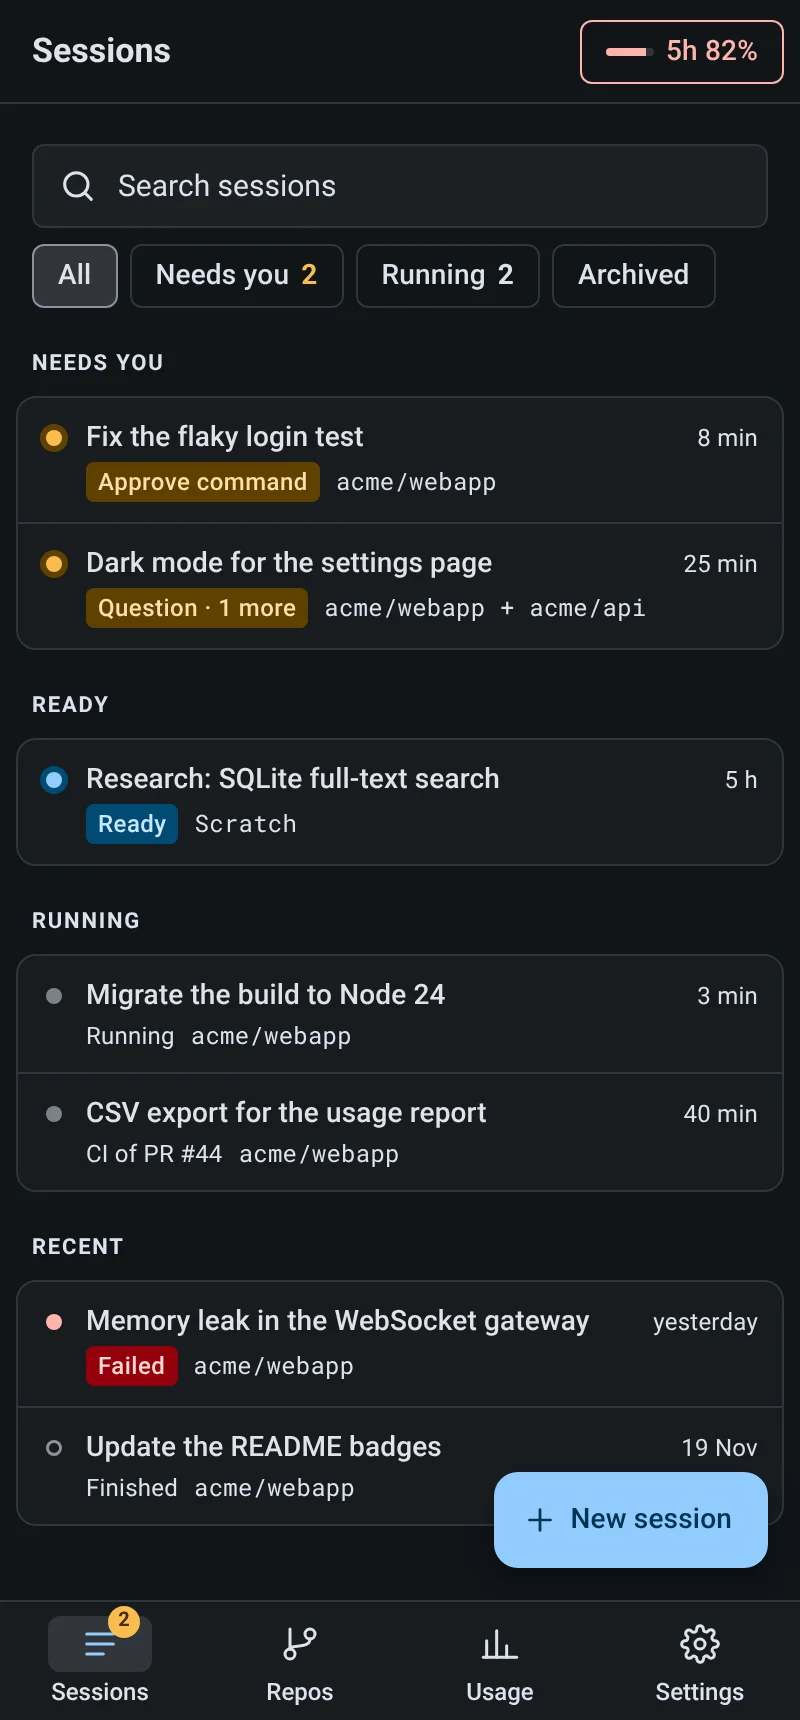 Sessions
5h 82%
Search sessions
All
Needs you 2
Running 2
Archived
NEEDS YOU
Fix the flaky login test
8 min
Approve command acme/webapp
Dark mode for the settings page
25 min
Question · 1 more acme/webapp + acme/api
READY
Research: SQLite full-text search
5 h
Ready Scratch
RUNNING
Migrate the build to Node 24
3 min
Running acme/webapp
CSV export for the usage report
40 min
CI of PR #44 acme/webapp
RECENT
Memory leak in the WebSocket gateway
yesterday
Failed acme/webapp
Update the README badges
19 Nov
Finished acme/webapp
New session
2
Sessions
Repos
Usage
Settings